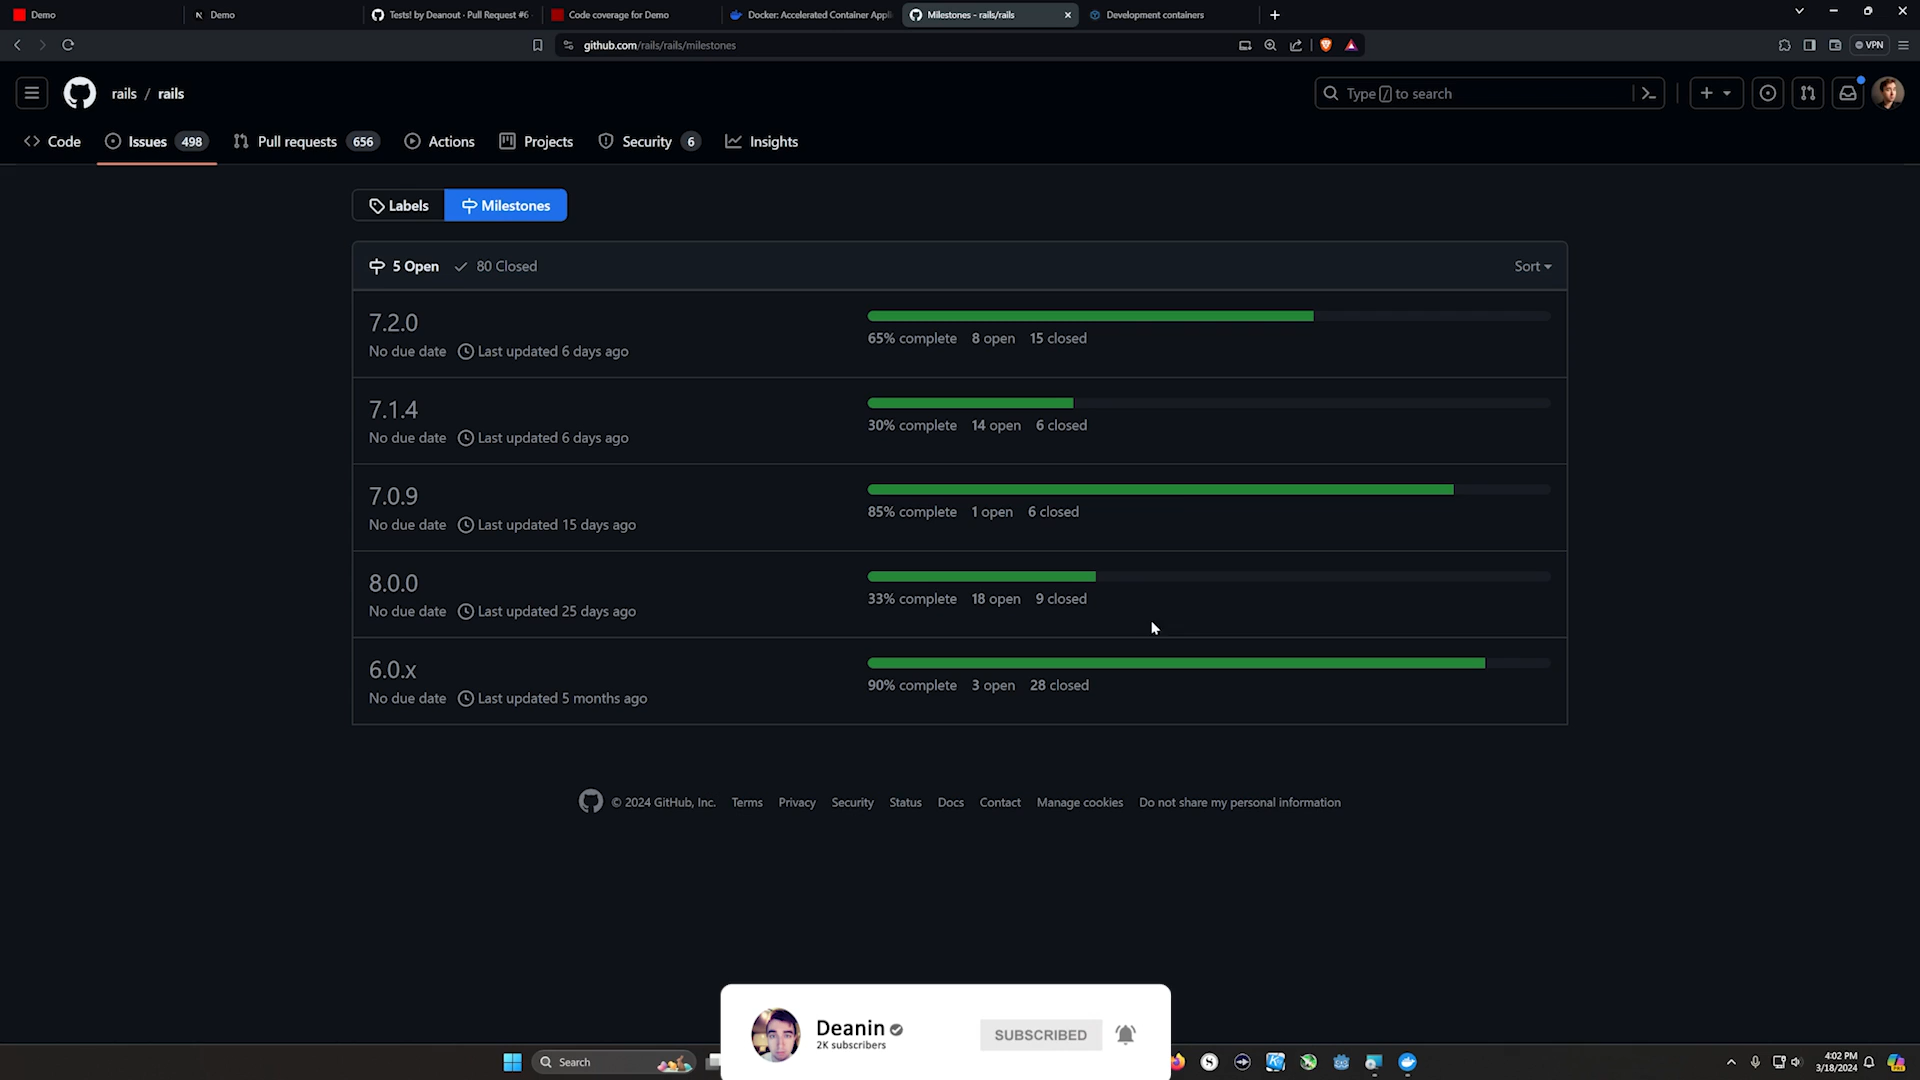 Demo
Demo
Tests! by Deanout · Pull Request #6
Code coverage for Demo
Docker: Accelerated Container Appli
Milestones - rails/rails
Development containers
github.com/rails/rails/milestones
VPN
rails / rails
Type / to search
Code
Issues 498
Pull requests 656
Actions
Projects
Security 6
Insights
Labels
Milestones
5 Open
80 Closed
Sort
7.2.0
No due date Last updated 6 days ago
65% complete 8 open 15 closed
7.1.4
No due date Last updated 6 days ago
30% complete 14 open 6 closed
7.0.9
No due date Last updated 15 days ago
85% complete 1 open 6 closed
8.0.0
No due date Last updated 25 days ago
33% complete 18 open 9 closed
6.0.x
No due date Last updated 5 months ago
90% complete 3 open 28 closed
© 2024 GitHub, Inc. Terms Privacy Security Status Docs Contact Manage cookies Do not share my personal information
Deanin
2K subscribers
SUBSCRIBED
Search
4:02 PM
3/18/2024